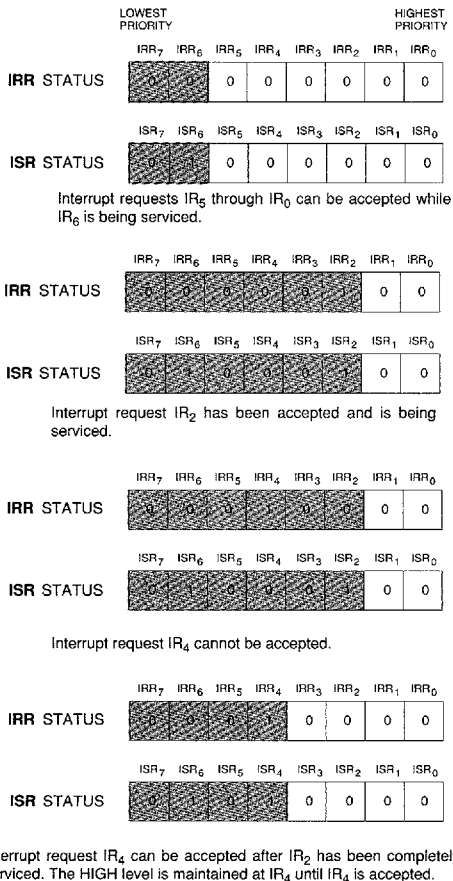 LOWEST PRIORITY HIGHEST PRIORITY
IRR7 IRR6 IRR5 IRR4 IRR3 IRR2 IRR1 IRR0
IRR STATUS 0 0 0 0 0 0 0 0
ISR7 ISR6 ISR5 ISR4 ISR3 ISR2 ISR1 ISR0
ISR STATUS 0 1 0 0 0 0 0 0
Interrupt requests IR5 through IR0 can be accepted while
IR6 is being serviced.
IRR7 IRR6 IRR5 IRR4 IRR3 IRR2 IRR1 IRR0
IRR STATUS 0 0 0 0 0 1 0 0
ISR7 ISR6 ISR5 ISR4 ISR3 ISR2 ISR1 ISR0
ISR STATUS 0 1 0 0 0 1 0 0
Interrupt request IR2 has been accepted and is being
serviced.
IRR7 IRR6 IRR5 IRR4 IRR3 IRR2 IRR1 IRR0
IRR STATUS 0 0 0 1 0 0 0 0
ISR7 ISR6 ISR5 ISR4 ISR3 ISR2 ISR1 ISR0
ISR STATUS 0 1 0 0 0 1 0 0
Interrupt request IR4 cannot be accepted.
IRR7 IRR6 IRR5 IRR4 IRR3 IRR2 IRR1 IRR0
IRR STATUS 0 0 0 1 0 0 0 0
ISR7 ISR6 ISR5 ISR4 ISR3 ISR2 ISR1 ISR0
ISR STATUS 0 1 0 1 0 0 0 0
errupt request IR4 can be accepted after IR2 has been completel
rviced. The HIGH level is maintained at IR4 until IR4 is accepted.